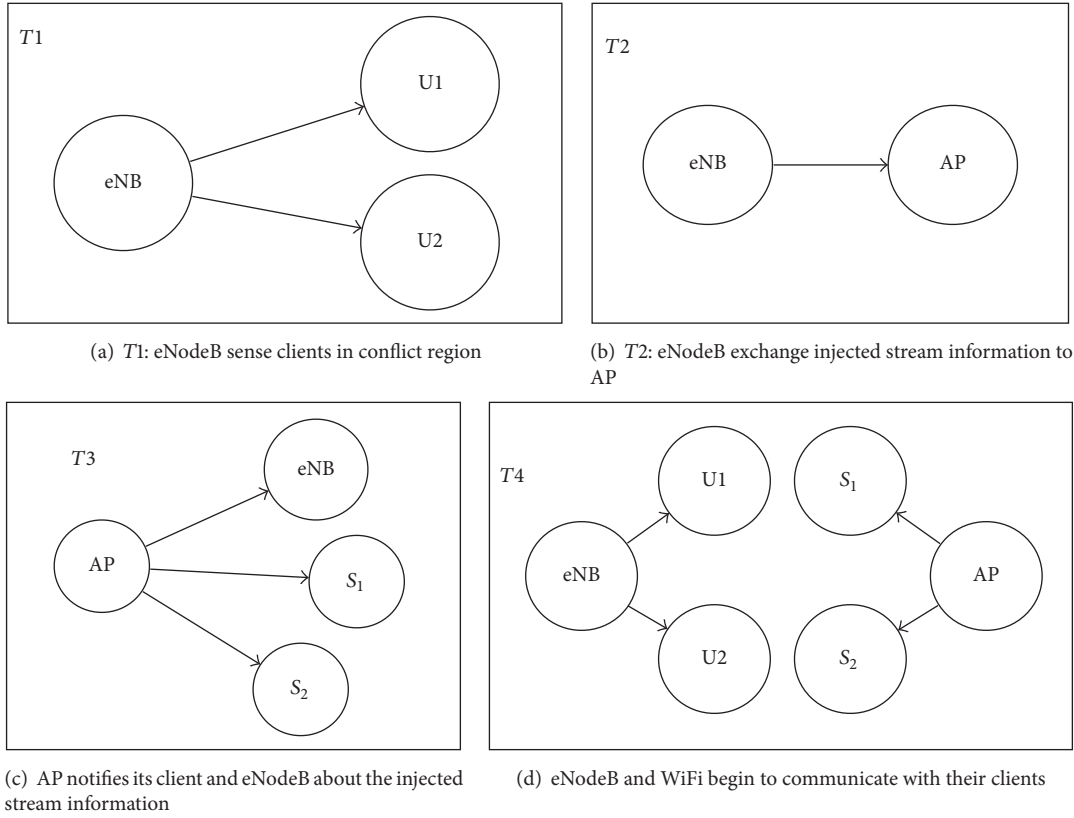 T1
U1
eNB
U2
(a) T1: eNodeB sense clients in conflict region
T2
eNB
AP
(b) T2: eNodeB exchange injected stream information to
AP
T3
eNB
AP
S1
S2
(c) AP notifies its client and eNodeB about the injected
stream information
T4
U1
S1
eNB
AP
U2
S2
(d) eNodeB and WiFi begin to communicate with their clients